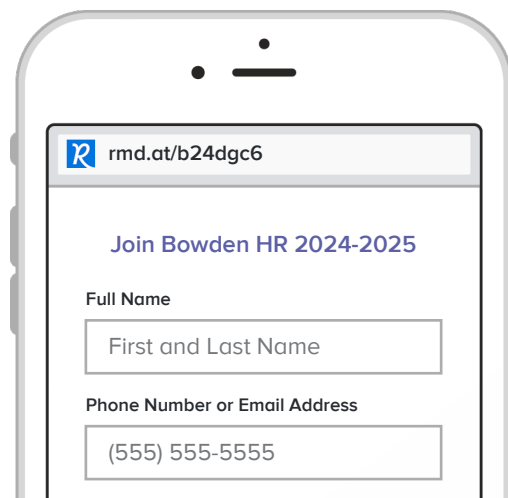 rmd.at/b24dgc6
Join Bowden HR 2024-2025
Full Name
First and Last Name
Phone Number or Email Address
(555) 555-5555